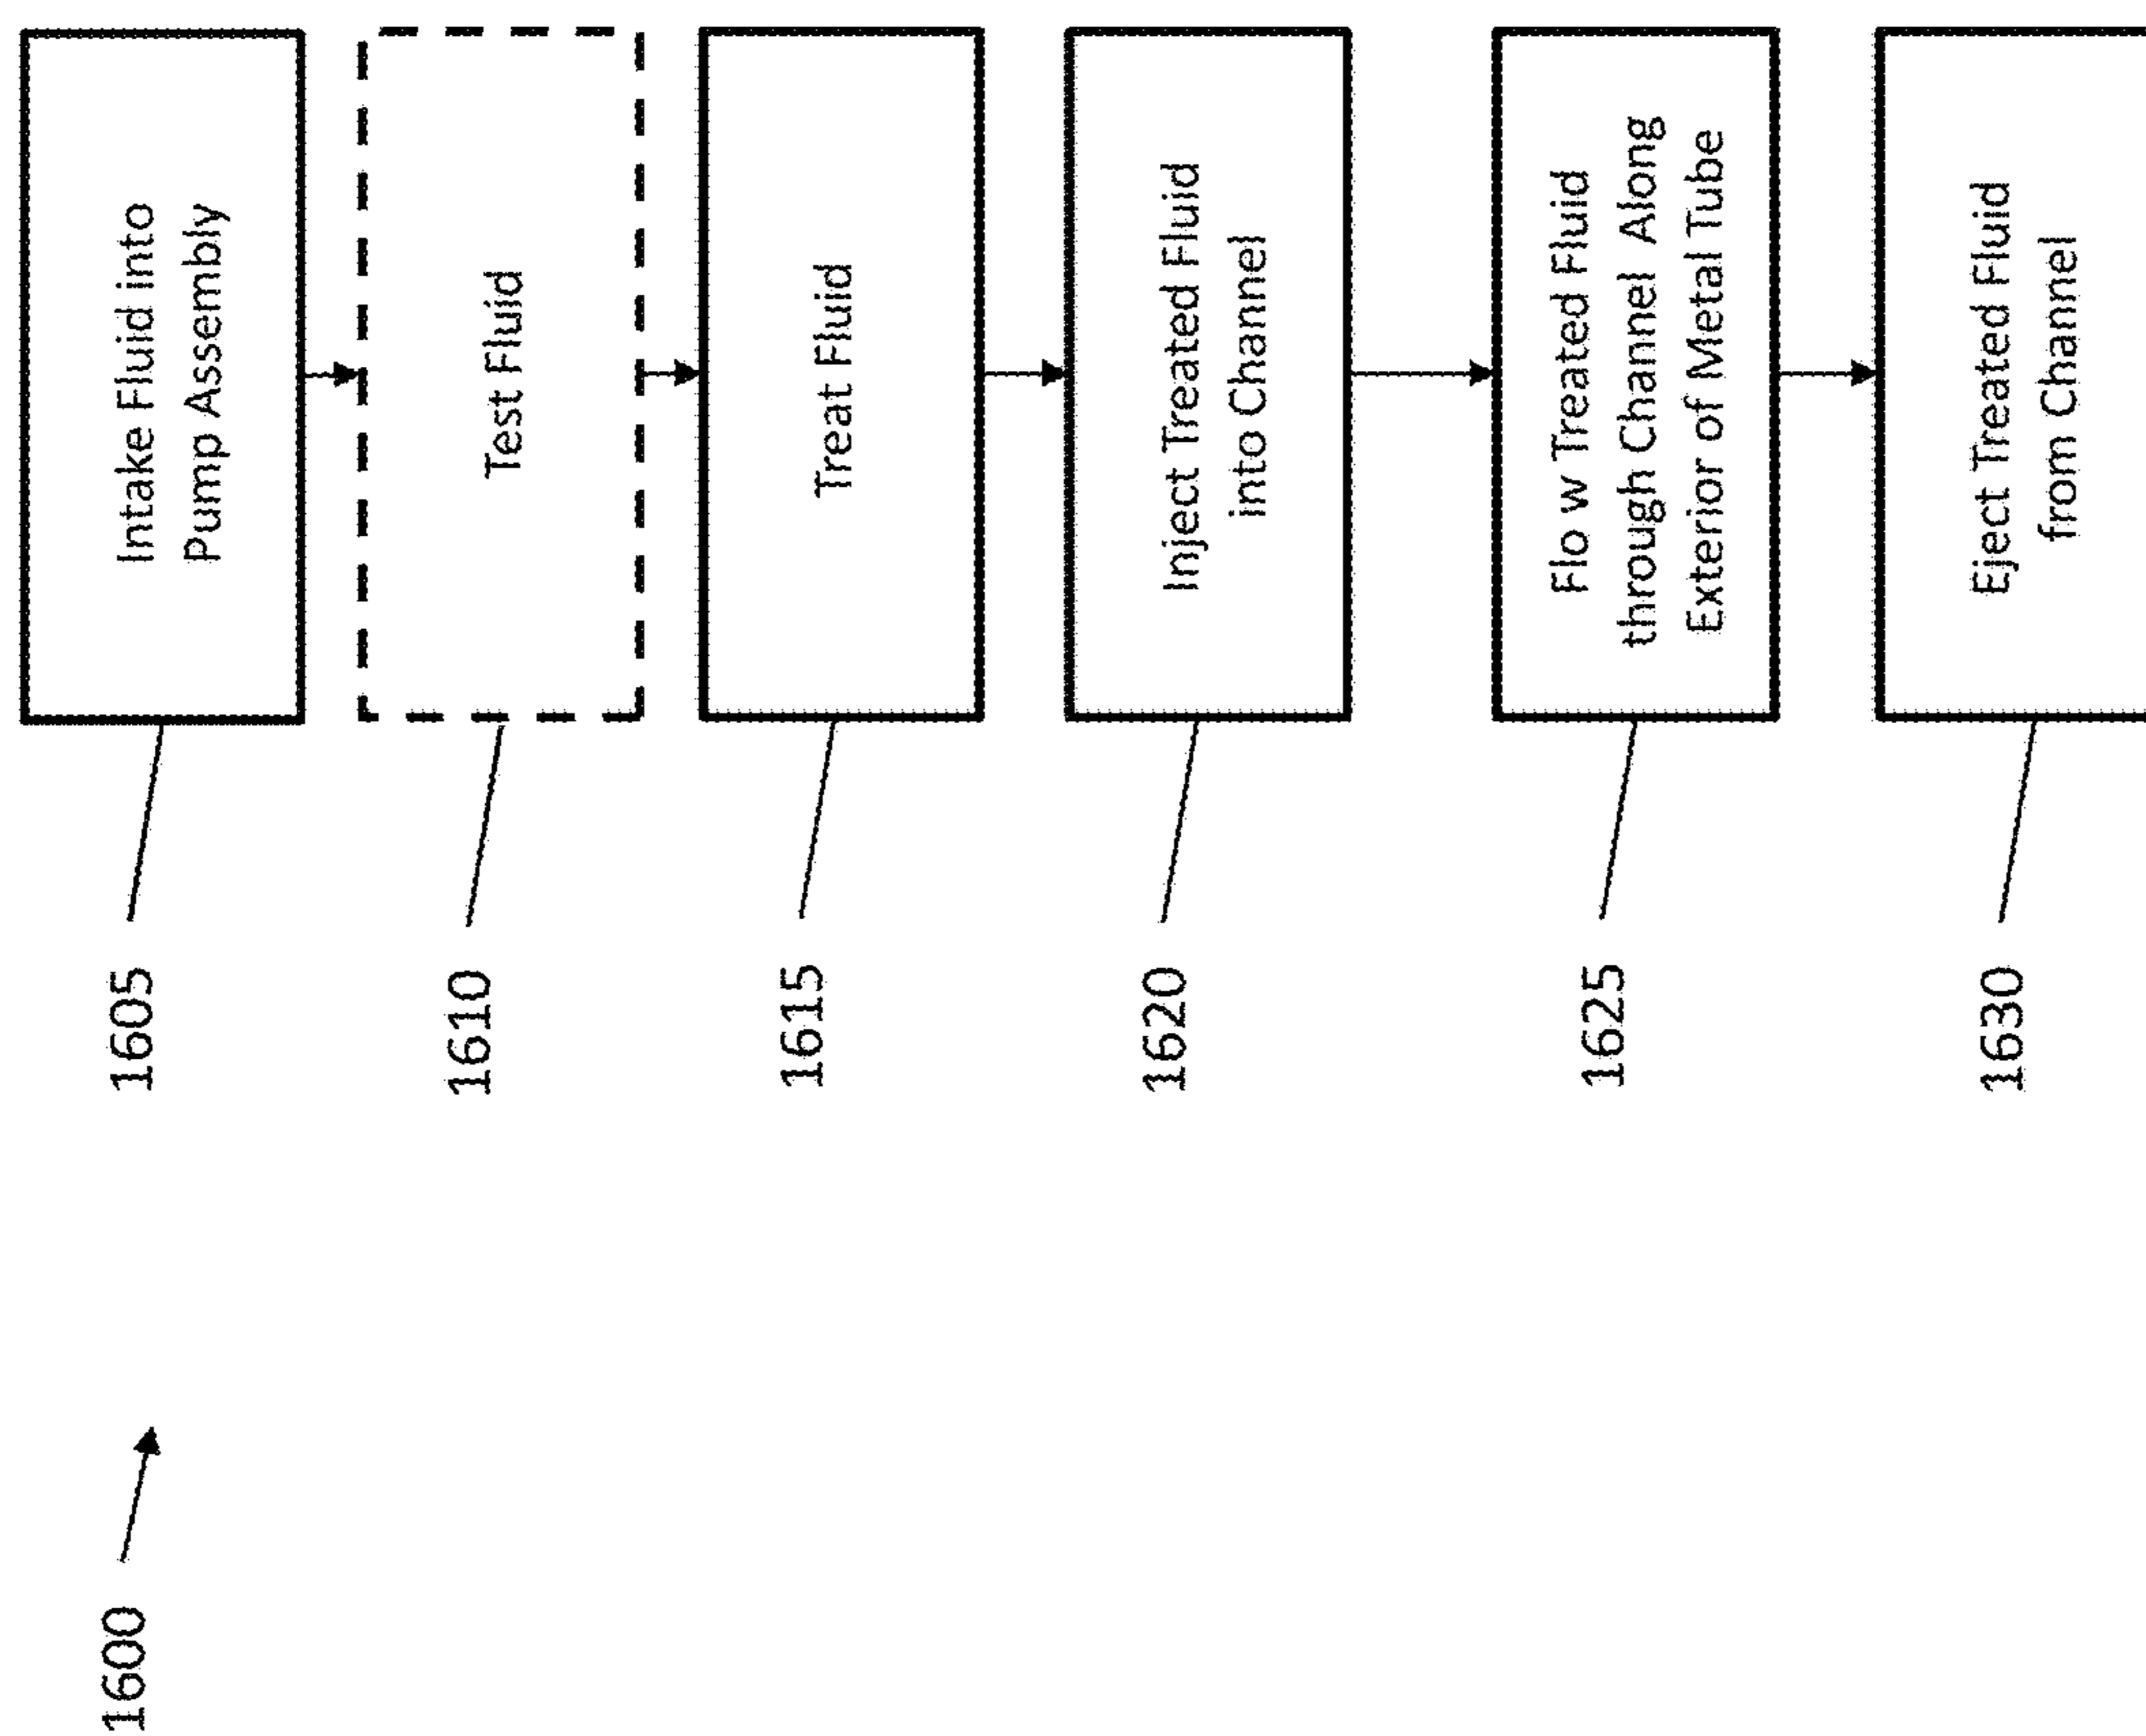 1600
1605
Intake Fluid into
Pump Assembly
1610
Test Fluid
1615
Treat Fluid
1620
Inject Treated Fluid
into Channel
1625
Flo w Treated Fluid
through Channel Along
Exterior of Metal Tube
1630
Eject Treated Fluid
from Channel